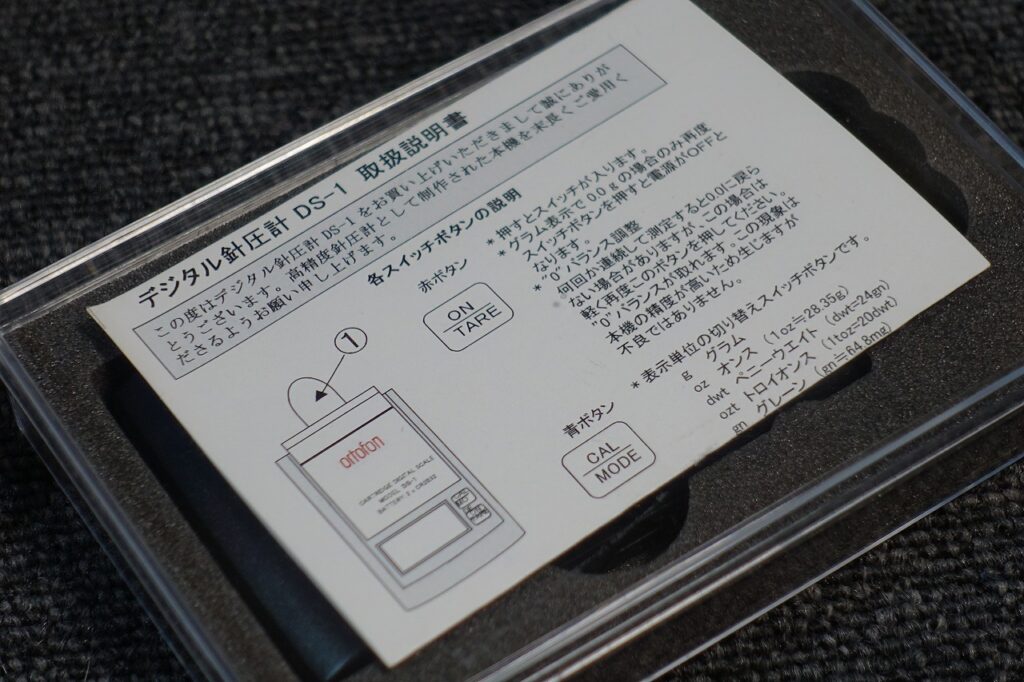 デジタル針圧計 DS-1 取扱説明書
この度はデジタル針圧計 DS-1 をお買い上げいただきまして誠にありが
とうございます。高精度針圧計として制作された本機を末長くご愛用く
ださるようお願い申し上げます。
各スイッチボタンの説明
赤ボタン
ON
TARE
*押すとスイッチが入ります。
グラム表示で 0.0g の場合のみ再度
スイッチボタンを押すと電源がOFFと
なります。
*"0"バランス調整
何回か連続して測定すると0.0に戻ら
ない場合がありますが、この場合は
軽く再度このボタンを押してください。
"0"バランスが取れます。この現象は
本機の精度が高いため生じますが
不良ではありません。
①
ortofon
CARTRIDGE DIGITAL SCALE
MODEL DS-1
BATTERY 2 x CR2032
青ボタン
CAL
MODE
*表示単位の切り替えスイッチボタンです。
g グラム
oz オンス (1oz≒28.35g)
dwt ペニーウエイト (dwt=24gn)
ozt トロイオンス (1toz=20dwt)
gn グレーン (gn≒64.8mg)